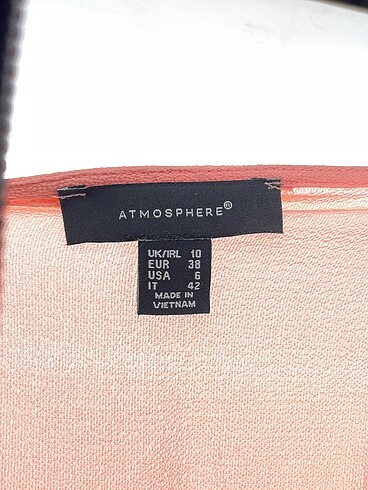 ATMOSPHERE®
UK/IRL 10
EUR 38
USA 6
IT 42
MADE IN
VIETNAM